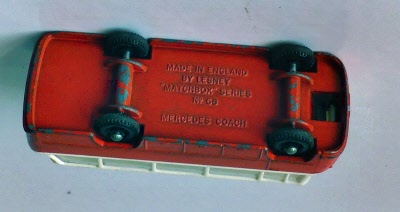 MADE IN ENGLAND
BY LESNEY
"MATCHBOX" SERIES
Nº 68
MERCEDES COACH